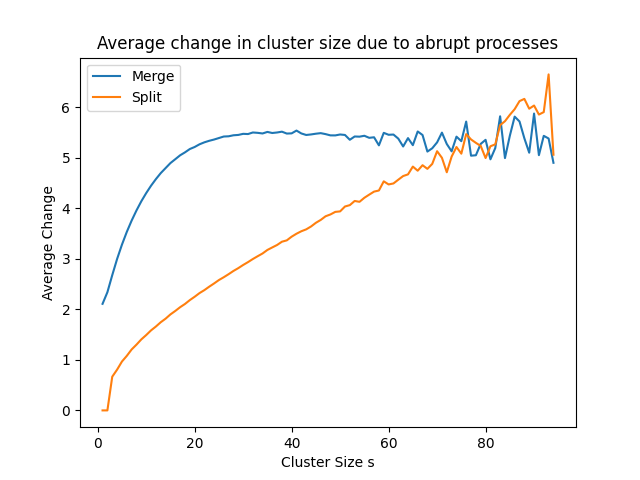 Average change in cluster size due to abrupt processes
Merge
Split
Average Change
6
5
4
3
2
1
0
0 20 40 60 80
Cluster Size s